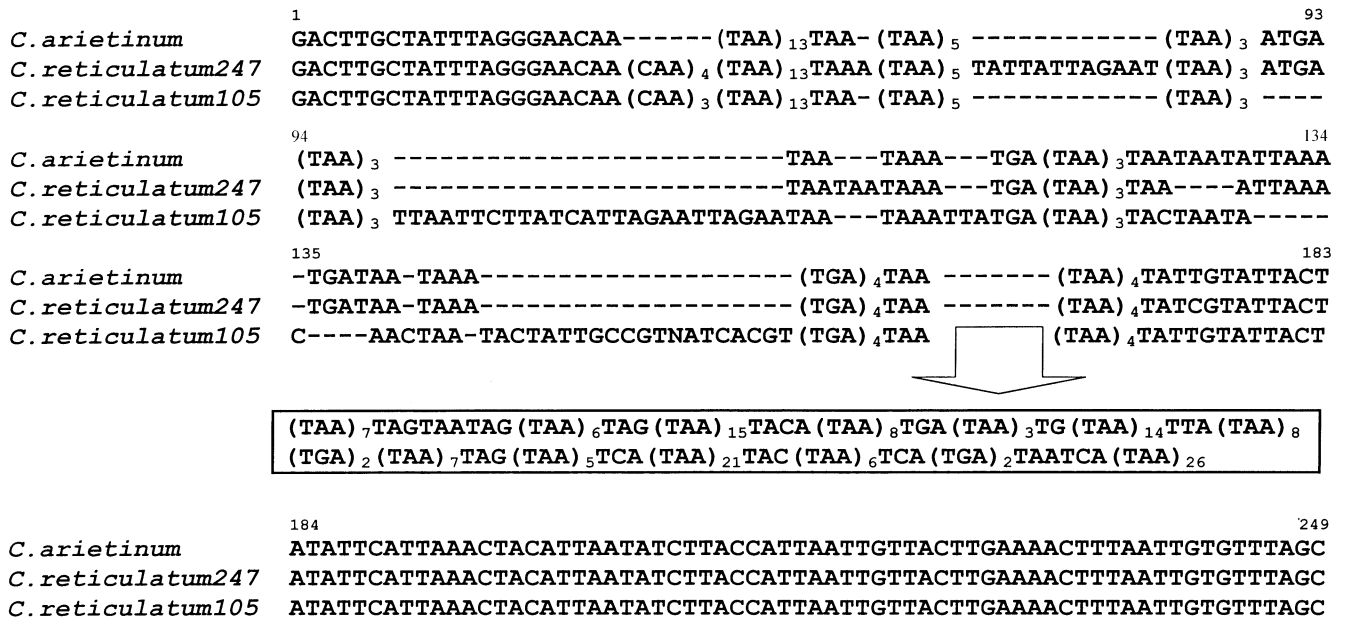 1 93
C.arietinum GACTTGCTATTTAGGGAACAA------(TAA)13TAA-(TAA)5 ------------(TAA)3 ATGA
C.reticulatum247 GACTTGCTATTTAGGGAACAA(CAA)4(TAA)13TAAA(TAA)5 TATTATTAGAAT(TAA)3 ATGA
C.reticulatum105 GACTTGCTATTTAGGGAACAA(CAA)3(TAA)13TAA-(TAA)5 ------------(TAA)3 ----
94 134
C.arietinum (TAA)3 -------------------------TAA---TAAA---TGA(TAA)3TAATAATATTAAA
C.reticulatum247 (TAA)3 -------------------------TAATAATAAA---TGA(TAA)3TAA----ATTAAA
C.reticulatum105 (TAA)3 TTAATTCTTATCATTAGAATTAGAATAA---TAAATTATGA(TAA)3TACTAATA-----
135 183
C.arietinum -TGATAA-TAAA--------------------(TGA)4TAA -------(TAA)4TATTGTATTACT
C.reticulatum247 -TGATAA-TAAA--------------------(TGA)4TAA -------(TAA)4TATCGTATTACT
C.reticulatum105 C----AACTAA-TACTATTGCCGTNATCACGT(TGA)4TAA (TAA)4TATTGTATTACT
(TAA)7TAGTAATAG(TAA)6TAG(TAA)15TACA(TAA)8TGA(TAA)3TG(TAA)14TTA(TAA)8
(TGA)2(TAA)7TAG(TAA)5TCA(TAA)21TAC(TAA)6TCA(TGA)2TAATCA(TAA)26
184 249
C.arietinum ATATTCATTAAACTACATTAATATCTTACCATTAATTGTTACTTGAAAACTTTAATTGTGTTTAGC
C.reticulatum247 ATATTCATTAAACTACATTAATATCTTACCATTAATTGTTACTTGAAAACTTTAATTGTGTTTAGC
C.reticulatum105 ATATTCATTAAACTACATTAATATCTTACCATTAATTGTTACTTGAAAACTTTAATTGTGTTTAGC